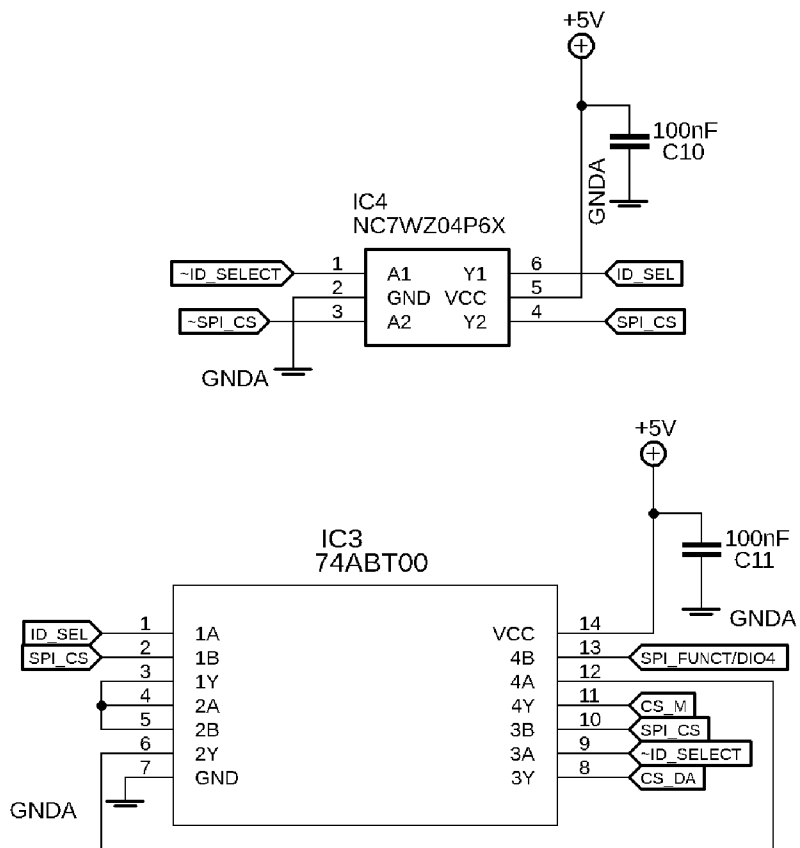 +5V
100nF
C10
GNDA
IC4
NC7WZ04P6X
~ID_SELECT 1 A1 Y1 6 ID_SEL
2 GND VCC 5
~SPI_CS 3 A2 Y2 4 SPI_CS
GNDA
+5V
IC3
74ABT00
100nF
C11
GNDA
ID_SEL 1 1A VCC 14
SPI_CS 2 1B 4B 13 SPI_FUNCT/DIO4
3 1Y 4A 12
4 2A 4Y 11 CS_M
5 2B 3B 10 SPI_CS
6 2Y 3A 9 ~ID_SELECT
7 GND 3Y 8 CS_DA
GNDA